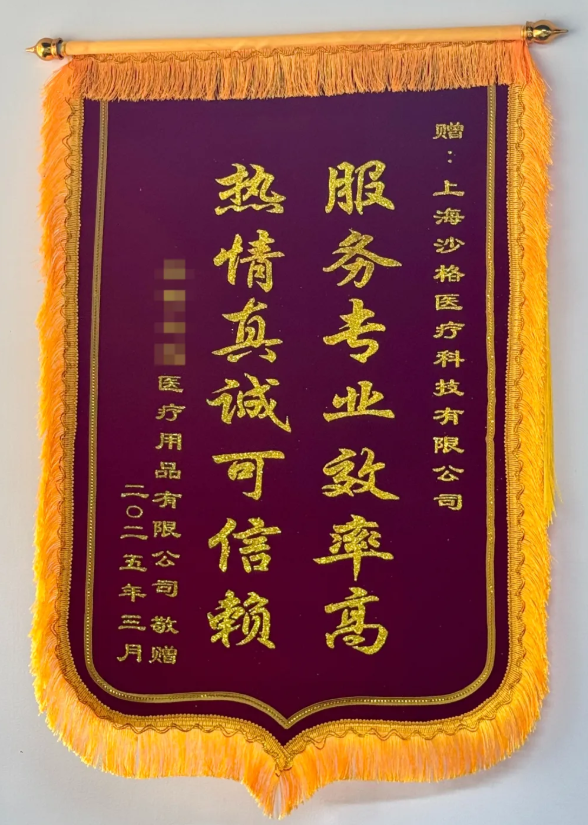 赠：上海沙格医疗科技有限公司
服务专业效率高
热情真诚可信赖
医疗用品有限公司 敬赠
二〇二五年三月